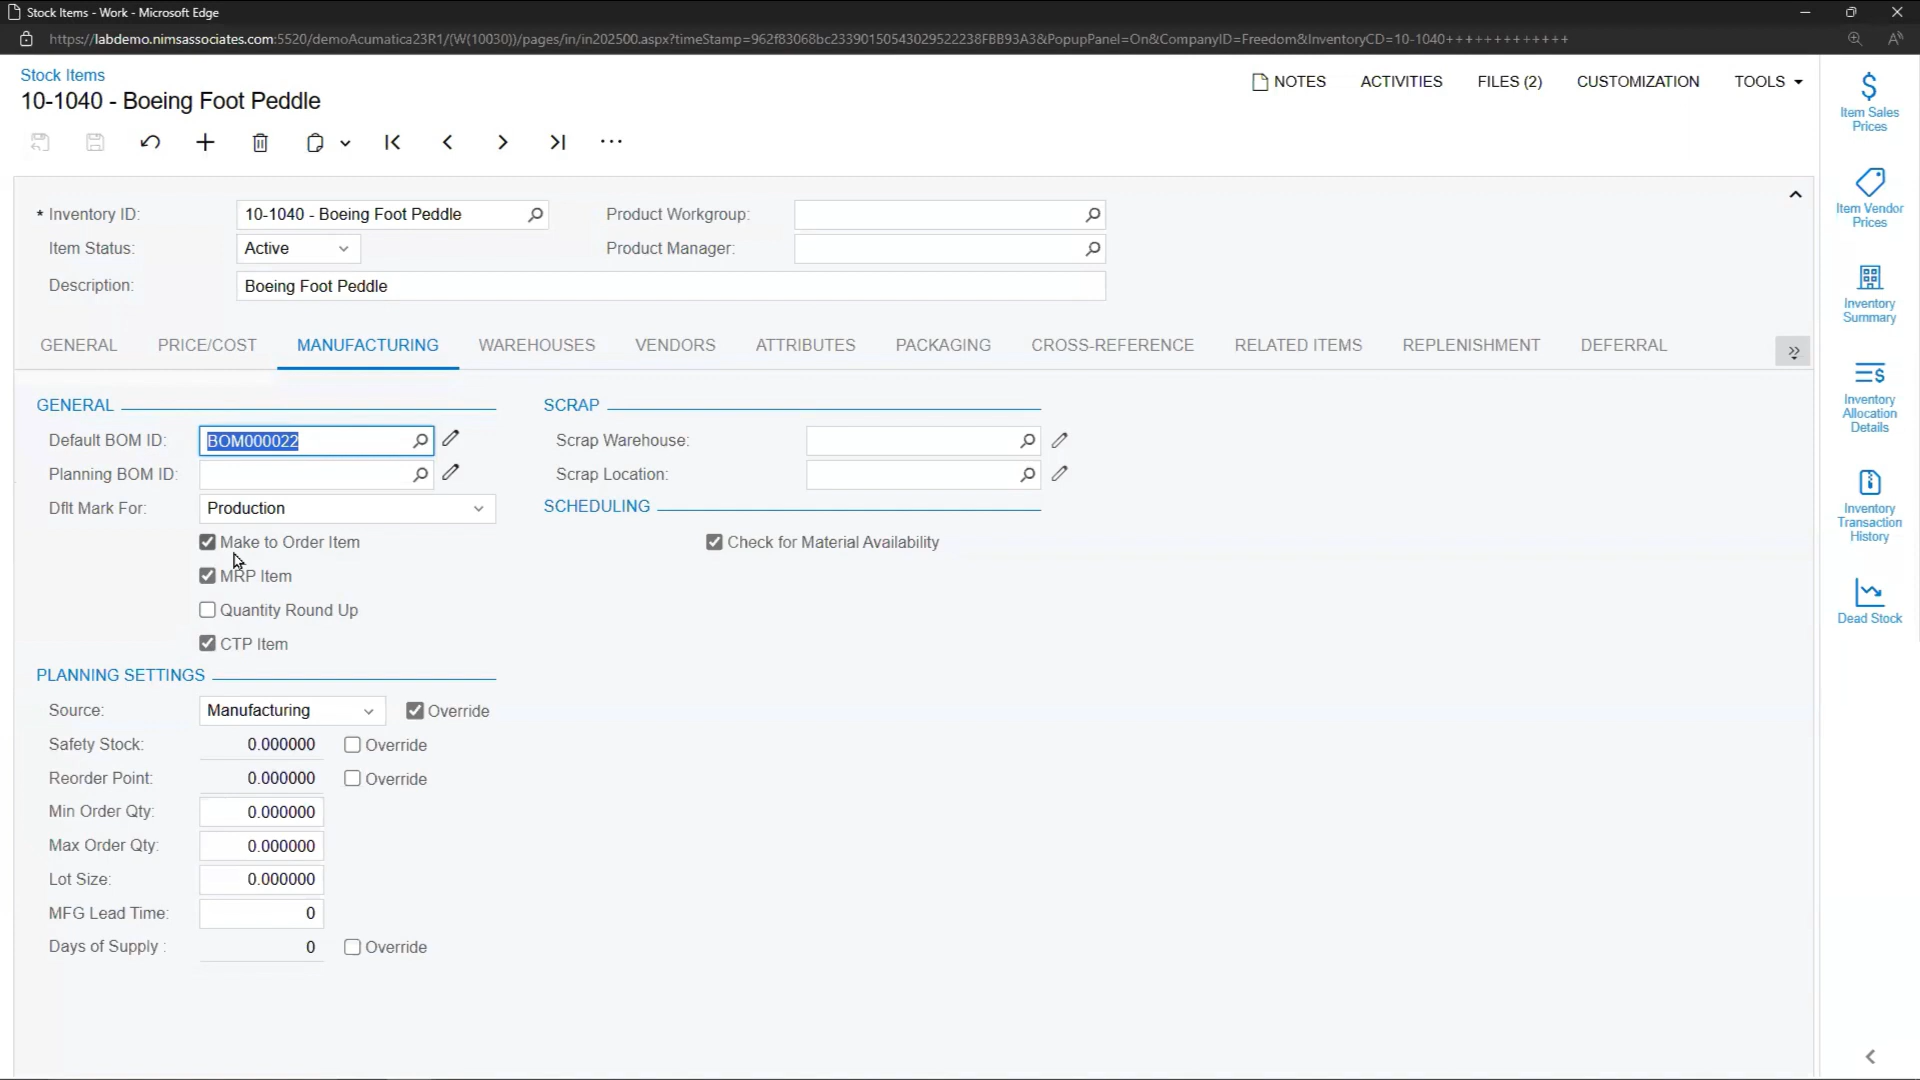 Stock Items - Work - Microsoft Edge
https://labdemo.nimsassociates.com:5520/demoAcumatica23R1/(W(10030))/pages/in/in202500.aspx?timeStamp=962f83068bc23390150543029522238FBB93A3&PopupPanel=On&CompanyID=Freedom&InventoryCD=10-1040+++++++++++++
Stock Items
10-1040 - Boeing Foot Peddle
NOTES ACTIVITIES FILES (2) CUSTOMIZATION TOOLS
* Inventory ID: 10-1040 - Boeing Foot Peddle Product Workgroup:
Item Status: Active Product Manager:
Description: Boeing Foot Peddle
GENERAL PRICE/COST MANUFACTURING WAREHOUSES VENDORS ATTRIBUTES PACKAGING CROSS-REFERENCE RELATED ITEMS REPLENISHMENT DEFERRAL
GENERAL
Default BOM ID: BOM000022
Planning BOM ID:
Dflt Mark For: Production
Make to Order Item
MRP Item
Quantity Round Up
CTP Item
SCRAP
Scrap Warehouse:
Scrap Location:
SCHEDULING
Check for Material Availability
PLANNING SETTINGS
Source: Manufacturing Override
Safety Stock: 0.000000 Override
Reorder Point: 0.000000 Override
Min Order Qty: 0.000000
Max Order Qty: 0.000000
Lot Size: 0.000000
MFG Lead Time: 0
Days of Supply : 0 Override
Item Sales
Prices
Item Vendor
Prices
Inventory
Summary
Inventory
Allocation
Details
Inventory
Transaction
History
Dead Stock